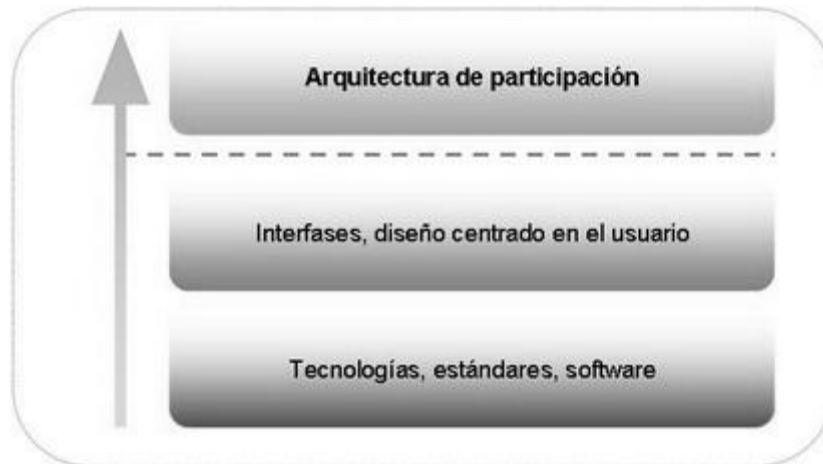 Arquitectura de participación
Interfases, diseño centrado en el usuario
Tecnologías, estándares, software